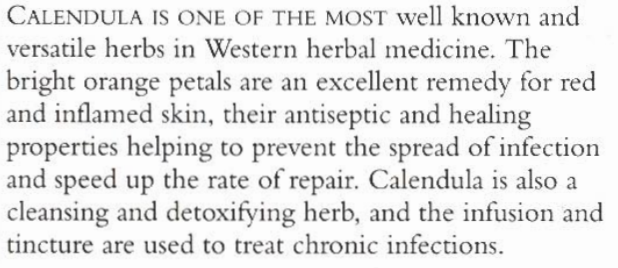 CALENDULA IS ONE OF THE MOST well known and
versatile herbs in Western herbal medicine. The
bright orange petals are an excellent remedy for red
and inflamed skin, their antiseptic and healing
properties helping to prevent the spread of infection
and speed up the rate of repair. Calendula is also a
cleansing and detoxifying herb, and the infusion and
tincture are used to treat chronic infections.